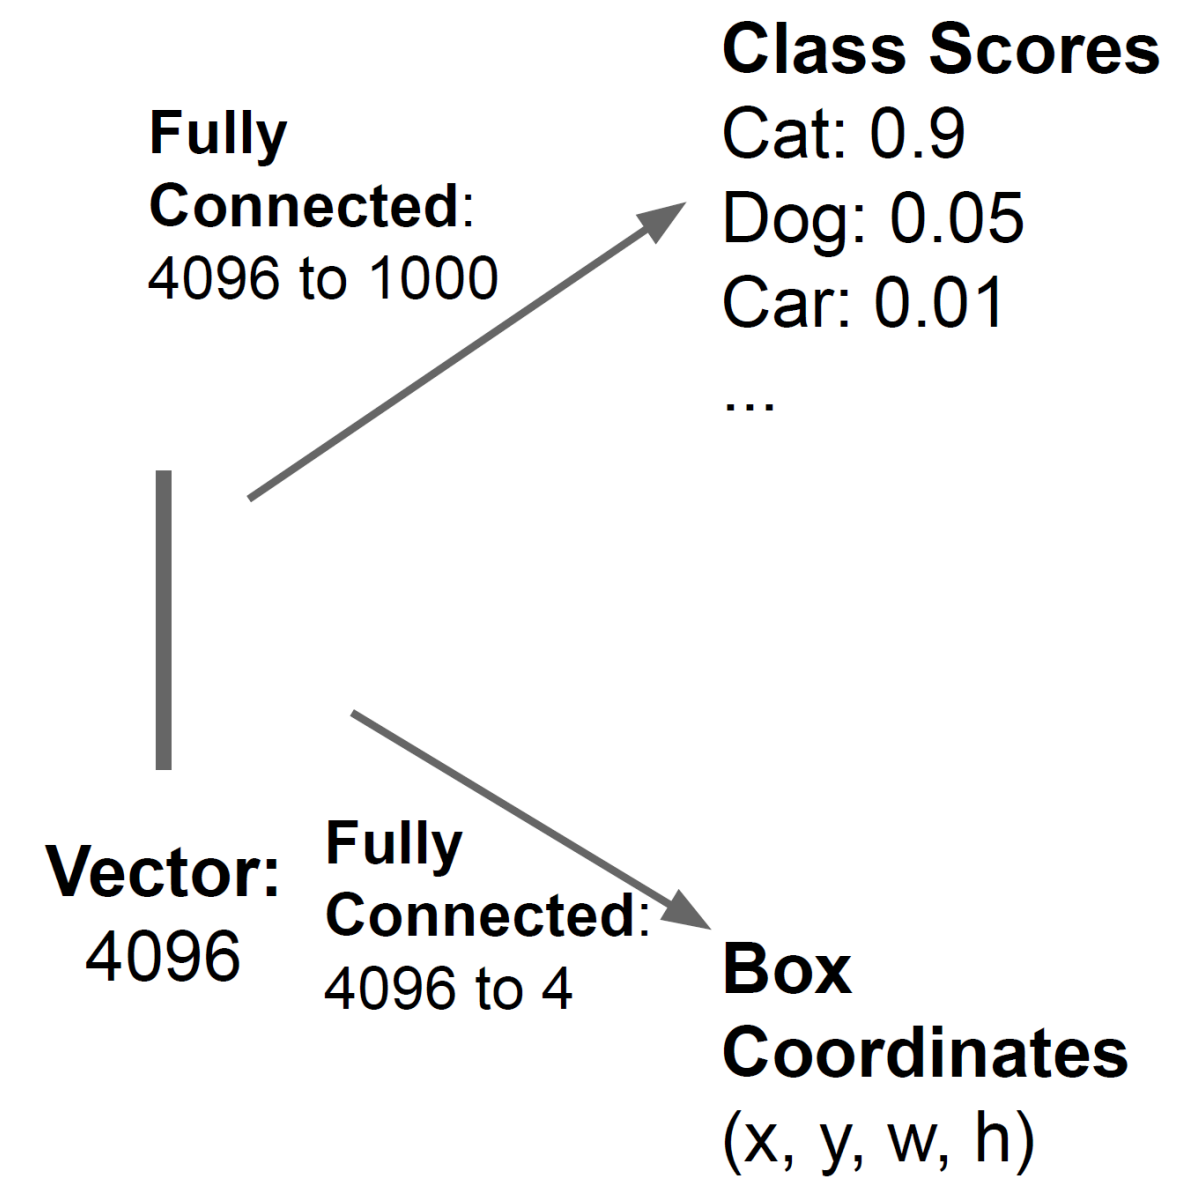 Fully
Connected:
4096 to 1000
Class Scores
Cat: 0.9
Dog: 0.05
Car: 0.01
...
Vector:
4096
Fully
Connected:
4096 to 4
Box
Coordinates
(x, y, w, h)